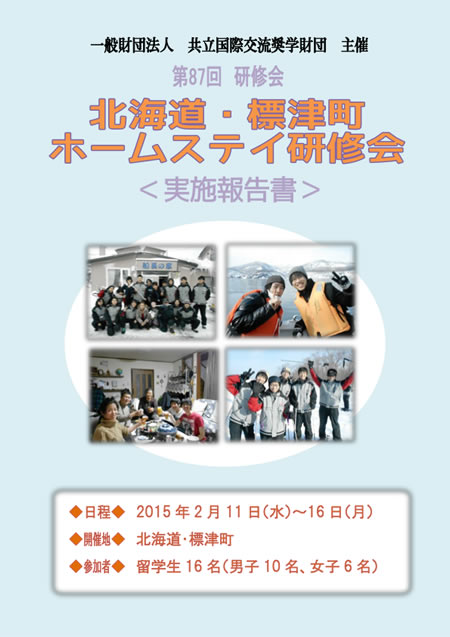 一般財団法人　共立国際交流奨学財団　主催
第87回 研修会
北海道・標津町
ホームステイ研修会
＜実施報告書＞
◆日程◆ 2015年2月11日(水)～16日(月)
◆開催地◆ 北海道・標津町
◆参加者◆ 留学生16名(男子10名、女子6名)